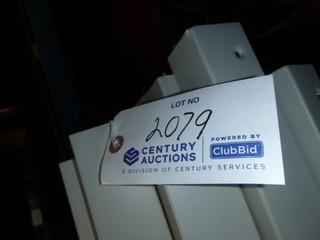 LOT NO
2079
CENTURY AUCTIONS
POWERED BY
ClubBid
A DIVISION OF CENTURY SERVICES